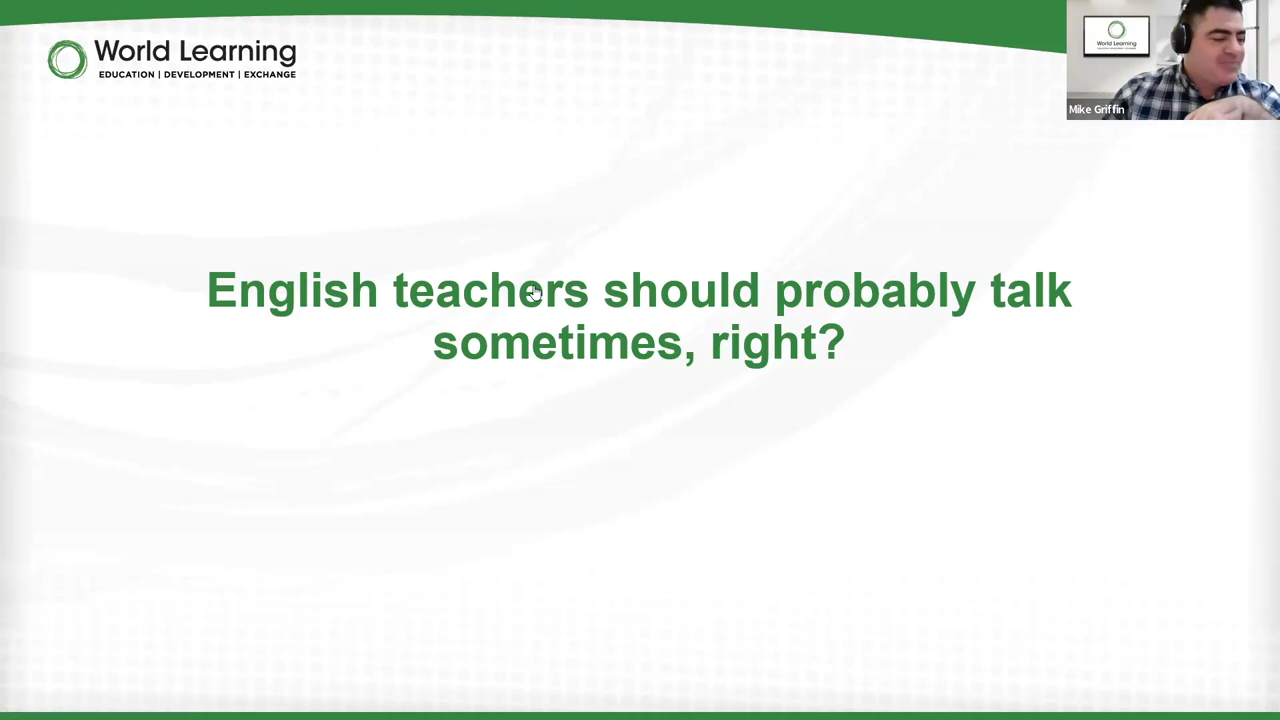 World Learning
EDUCATION | DEVELOPMENT | EXCHANGE
World Learning
Mike Griffin
English teachers should probably talk
sometimes, right?